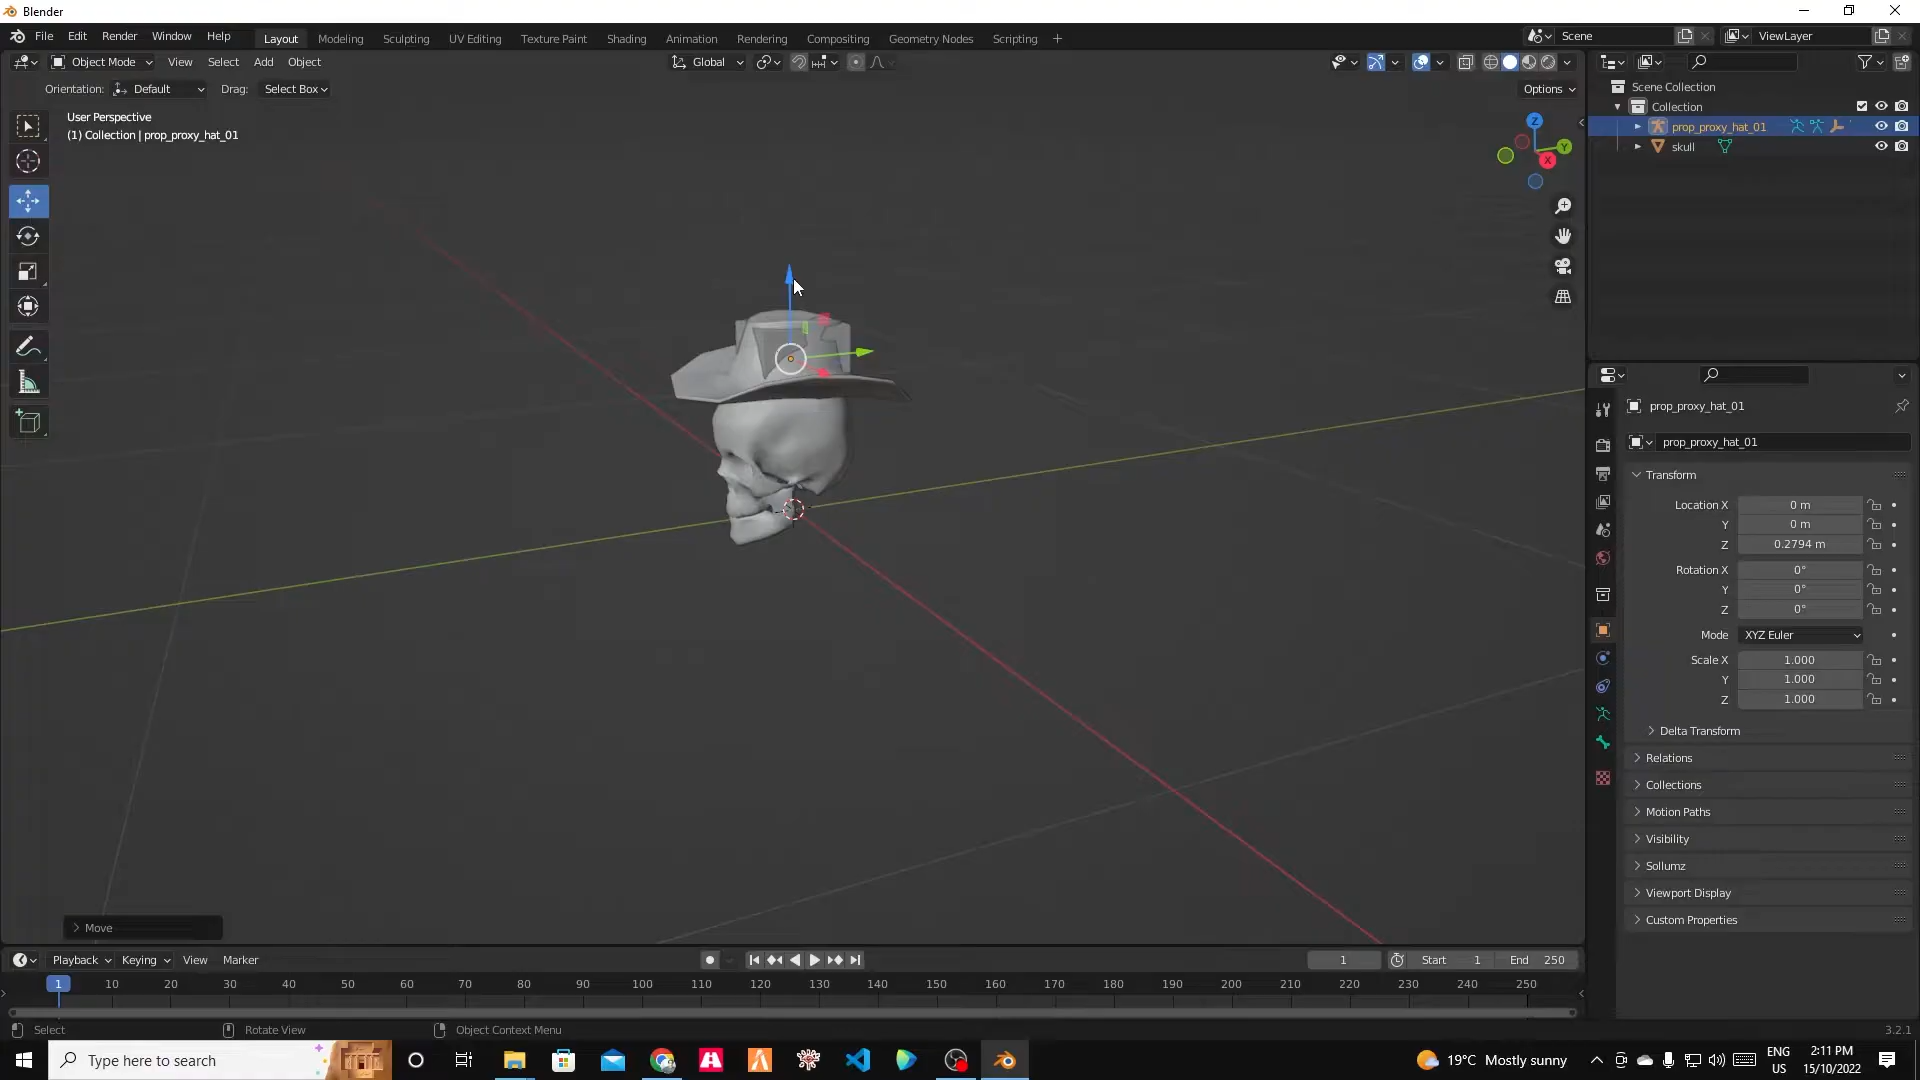 Blender
File Edit Render Window Help Layout Modeling Sculpting UV Editing Texture Paint Shading Animation Rendering Compositing Geometry Nodes Scripting + Scene ViewLayer
Object Mode View Select Add Object Global
Orientation: Default Drag: Select Box Options
User Perspective
(1) Collection | prop_proxy_hat_01
Z
Y
X
Scene Collection
Collection
prop_proxy_hat_01
skull
prop_proxy_hat_01
prop_proxy_hat_01
Transform
Location X 0 m
Y 0 m
Z 0.2794 m
Rotation X 0°
Y 0°
Z 0°
Mode XYZ Euler
Scale X 1.000
Y 1.000
Z 1.000
Delta Transform
Relations
Collections
Motion Paths
Visibility
Sollumz
Viewport Display
Custom Properties
Move
Playback Keying View Marker 1 Start 1 End 250
1 10 20 30 40 50 60 70 80 90 100 110 120 130 140 150 160 170 180 190 200 210 220 230 240 250
Select Rotate View Object Context Menu 3.2.1
Type here to search 19°C Mostly sunny ENG US 2:11 PM 15/10/2022